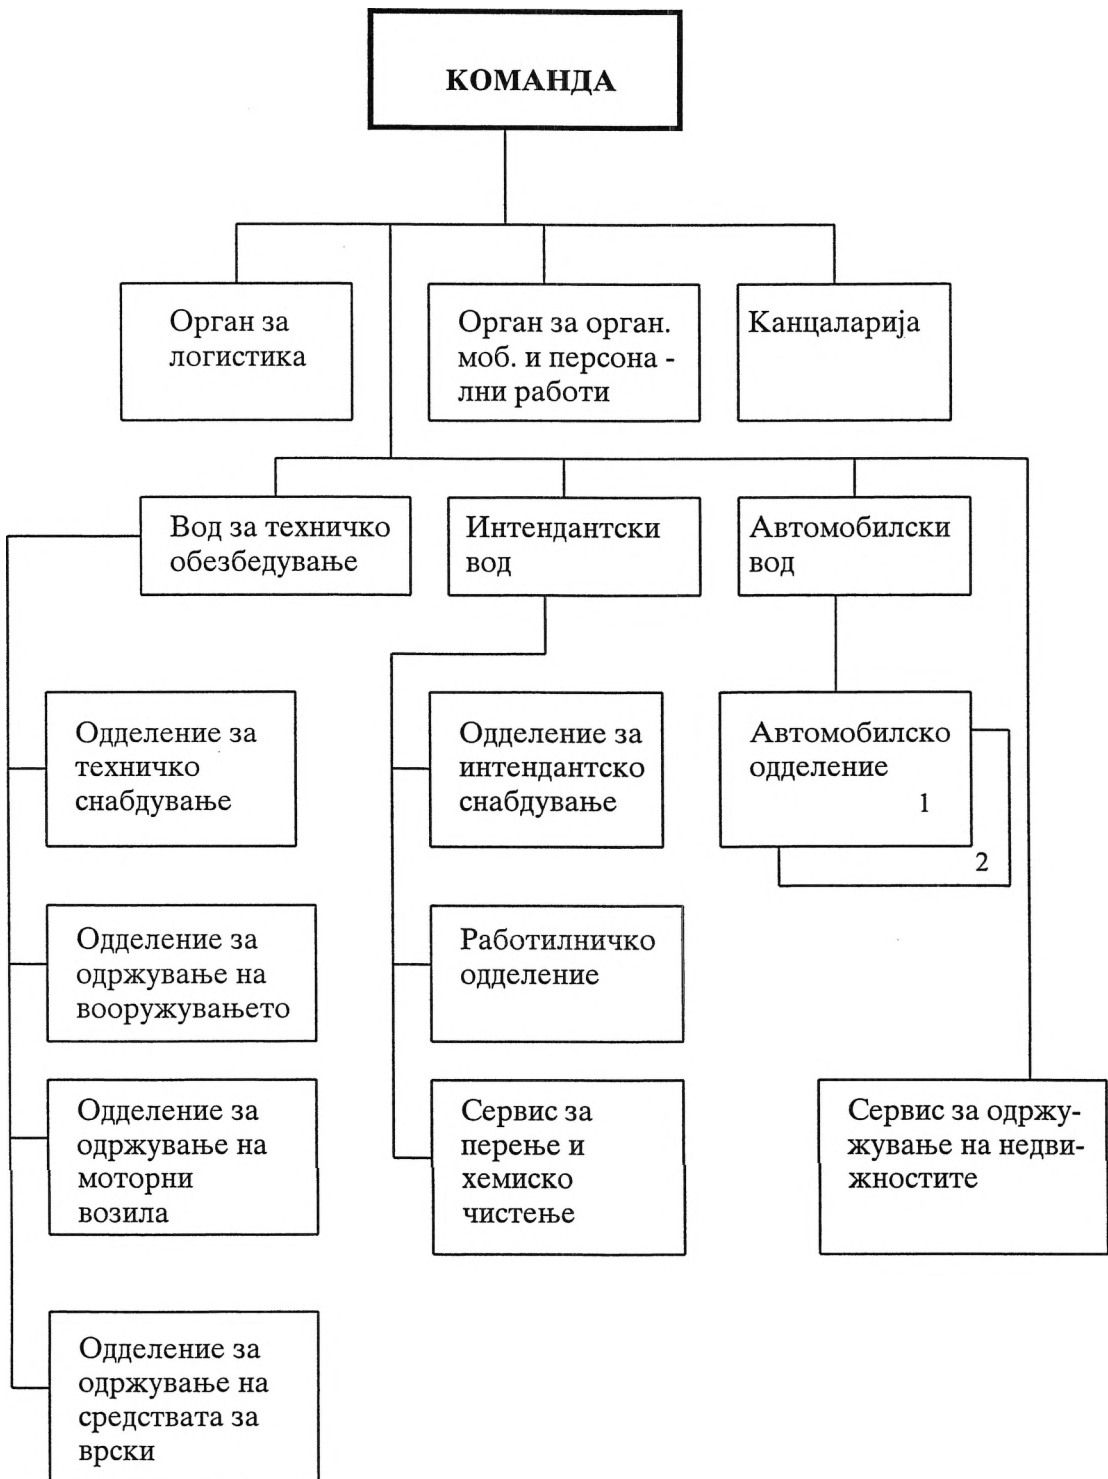 КОМАНДА
Орган за
логистика
Орган за орган.
моб. и персона -
лни работи
Канцаларија
Вод за техничко
обезбедување
Интендантски
вод
Автомобилски
вод
Одделение за
техничко
снабдување
Одделение за
интендантско
снабдување
Автомобилско
одделение
1
2
Одделение за
одржување на
вооружувањето
Работилничко
одделение
Одделение за
одржување на
моторни
возила
Сервис за
перење и
хемиско
чистење
Сервис за одржу-
жување на недви-
жностите
Одделение за
одржување на
средствата за
врски